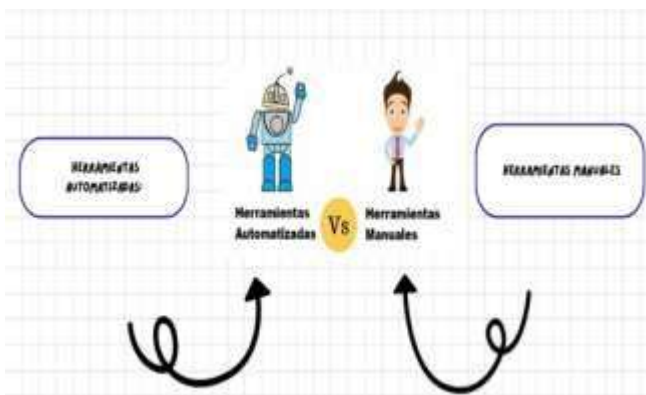 HERRAMIENTAS
AUTOMATIZADAS
Herramientas
Automatizadas
Vs
Herramientas
Manuales
HERRAMIENTAS MANUALES